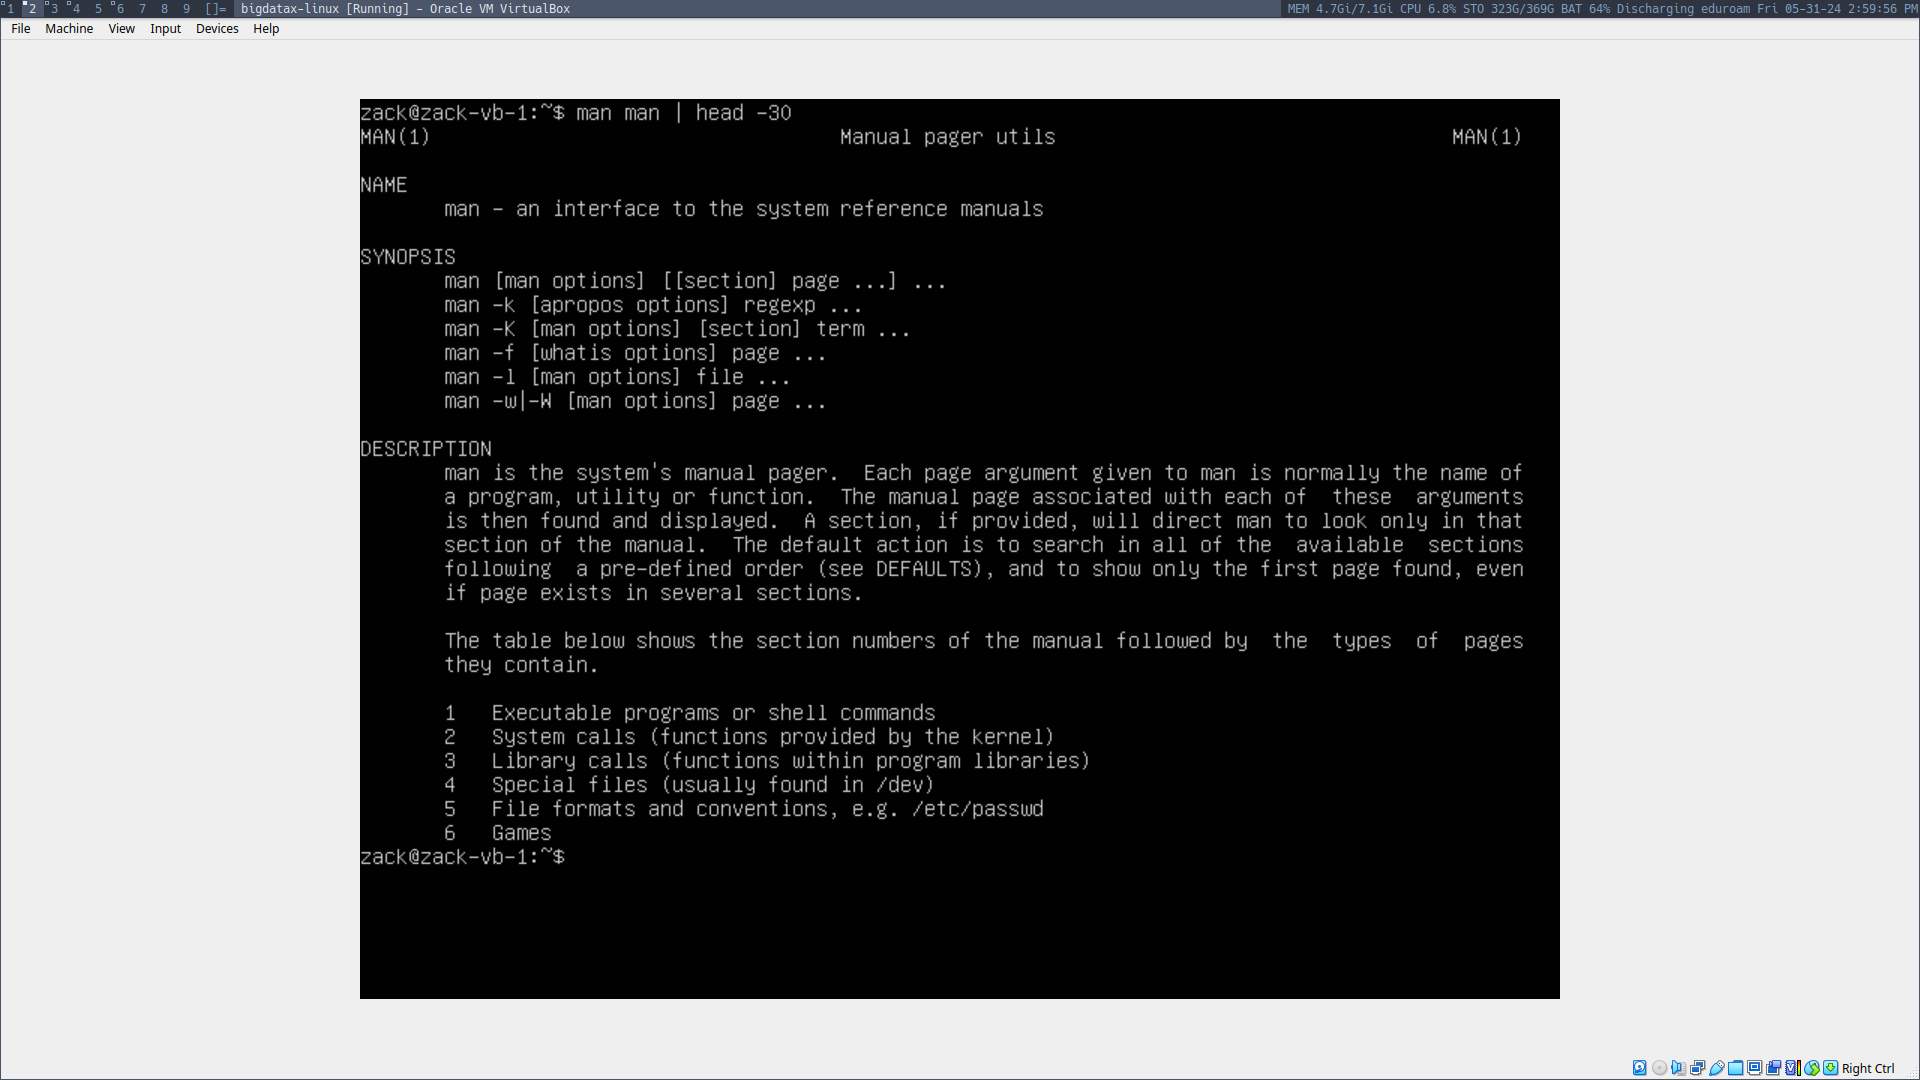 1 2 3 4 5 6 7 8 9 []= bigdatax-linux [Running] - Oracle VM VirtualBox MEM 4.7Gi/7.1Gi CPU 6.8% STO 323G/369G BAT 64% Discharging eduroam Fri 05-31-24 2:59:56 PM
File Machine View Input Devices Help
zack@zack-vb-1:~$ man man | head -30
MAN(1) Manual pager utils MAN(1)
NAME
man - an interface to the system reference manuals
SYNOPSIS
man [man options] [[section] page ...] ...
man -k [apropos options] regexp ...
man -K [man options] [section] term ...
man -f [whatis options] page ...
man -l [man options] file ...
man -w|-W [man options] page ...
DESCRIPTION
man is the system's manual pager. Each page argument given to man is normally the name of
a program, utility or function. The manual page associated with each of these arguments
is then found and displayed. A section, if provided, will direct man to look only in that
section of the manual. The default action is to search in all of the available sections
following a pre-defined order (see DEFAULTS), and to show only the first page found, even
if page exists in several sections.
The table below shows the section numbers of the manual followed by the types of pages
they contain.
1 Executable programs or shell commands
2 System calls (functions provided by the kernel)
3 Library calls (functions within program libraries)
4 Special files (usually found in /dev)
5 File formats and conventions, e.g. /etc/passwd
6 Games
zack@zack-vb-1:~$
Right Ctrl